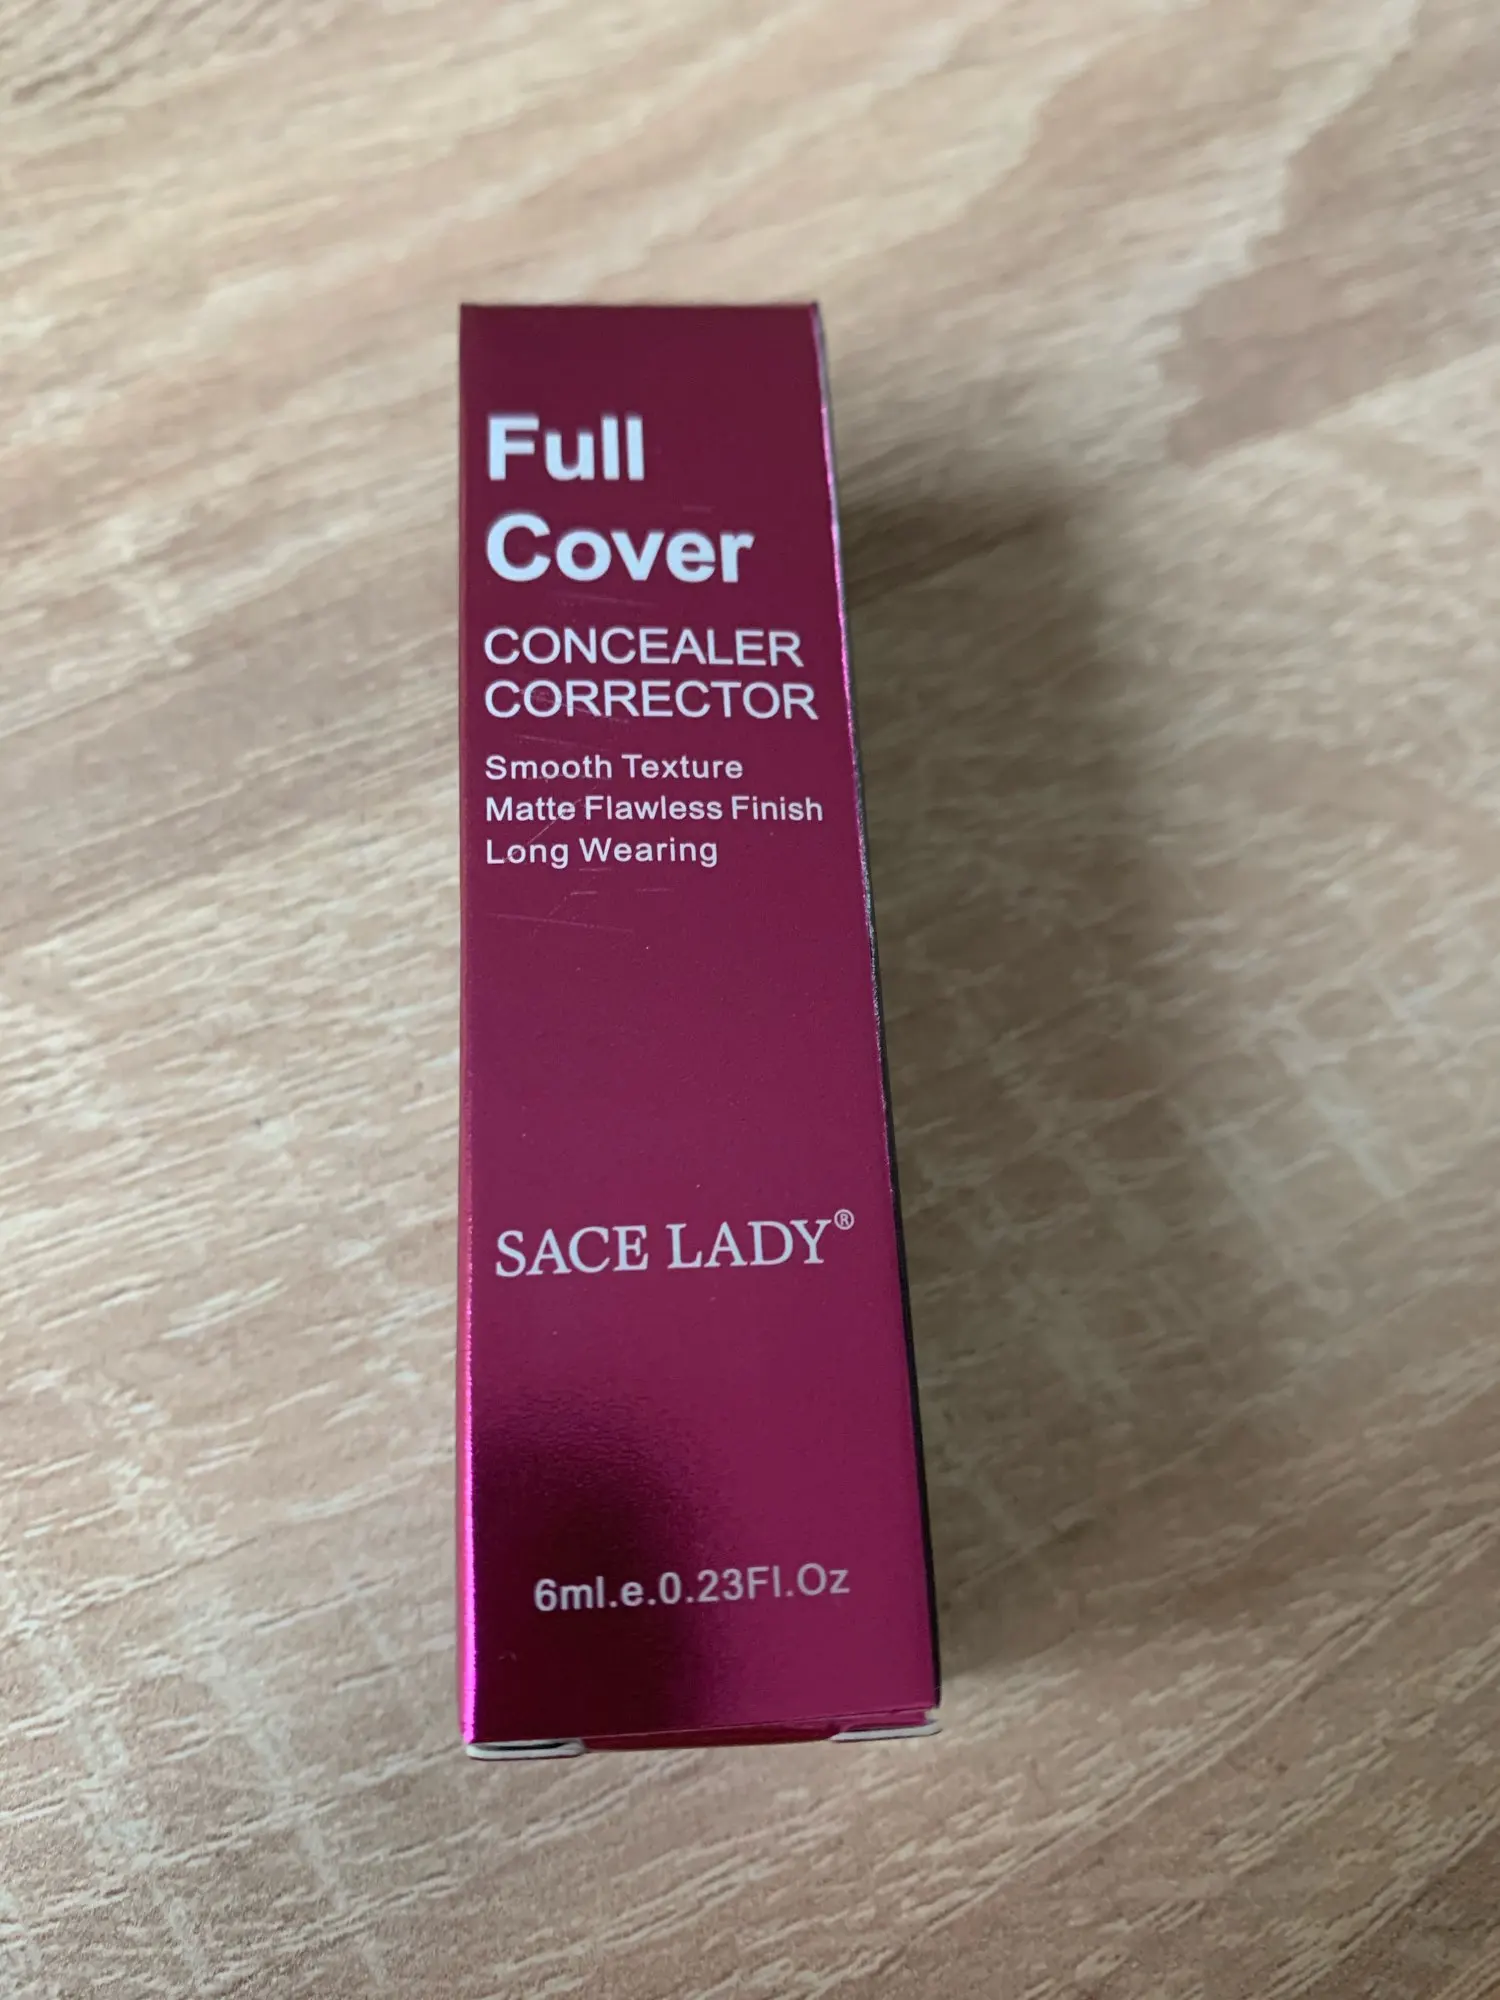 Full
Cover
CONCEALER
CORRECTOR
Smooth Texture
Matte Flawless Finish
Long Wearing
SACE LADY®
6ml.e.0.23Fl.Oz